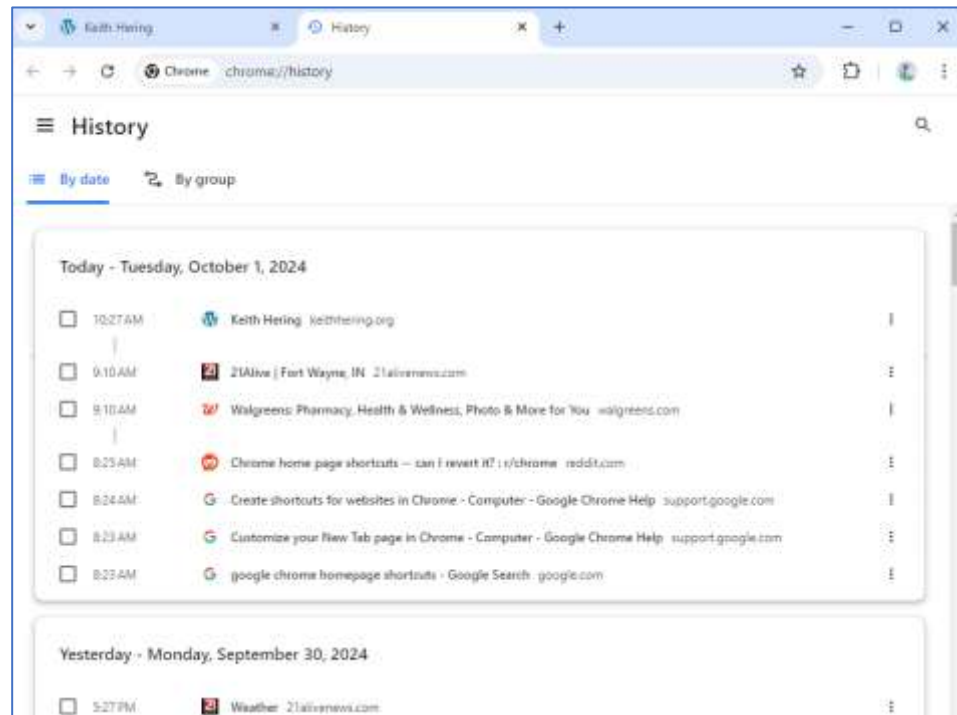 Keith Hering
History
Chrome chrome://history
History
By date By group
Today - Tuesday, October 1, 2024
10:27 AM Keith Hering keithhering.org
9:10 AM 21Alive | Fort Wayne, IN 21alivenews.com
9:10 AM Walgreens: Pharmacy, Health & Wellness, Photo & More for You walgreens.com
8:25 AM Chrome home page shortcuts — can I revert it? : r/chrome reddit.com
8:24 AM Create shortcuts for websites in Chrome - Computer - Google Chrome Help support.google.com
8:23 AM Customize your New Tab page in Chrome - Computer - Google Chrome Help support.google.com
8:23 AM google chrome homepage shortcuts - Google Search google.com
Yesterday - Monday, September 30, 2024
5:27 PM Weather 21alivenews.com